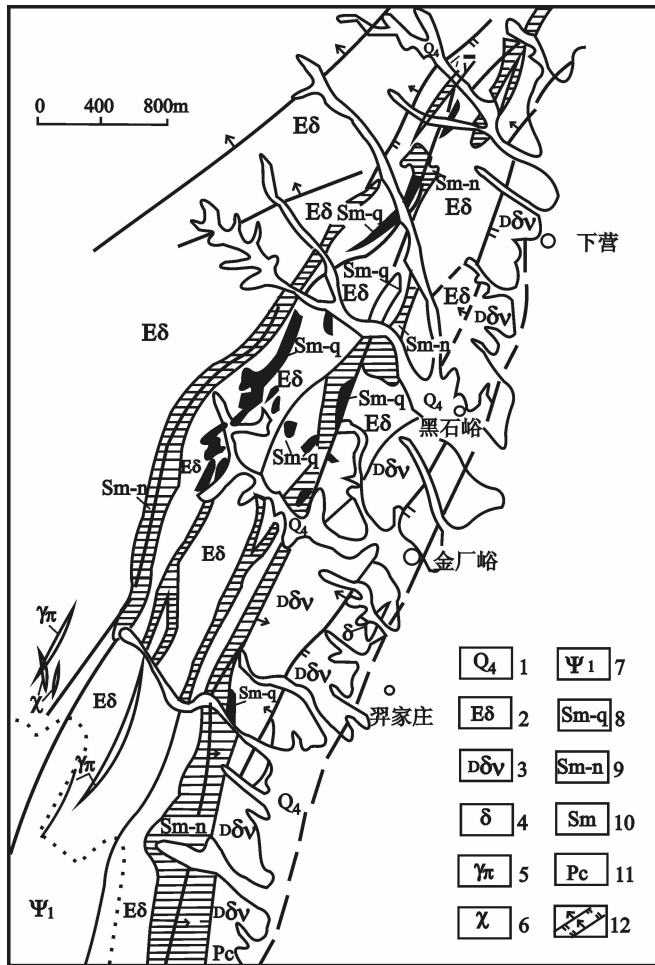 Q₄
0 400 800m
Eδ
Sm-n
Eδ
Eδ
Sm-q
Dδν
下营
Sm-q
Eδ
Eδ
Dδν
Eδ
Sm-n
Sm-q
Eδ
Sm-q
Eδ
Q₄
黑石峪
Sm-q
Dδν
Eδ
Sm-n
Q₄
金厂峪
Eδ
Dδν
γπ
δ
χ
Dδν
Eδ
Sm-q
羿家庄
γπ
Q₄
Sm-n
Dδν
Ψ₁
Eδ
Dδν
Pc
Q₄ 1 Ψ₁ 7
Eδ 2 Sm-q 8
Dδν 3 Sm-n 9
δ 4 Sm 10
γπ 5 Pc 11
χ 6 12